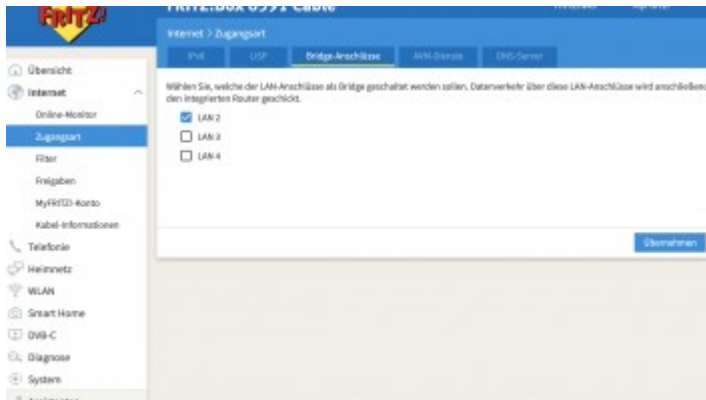 FRITZ!
FRITZ!Box 6591 Cable
MyFRITZ!
Internet > Zugangsart
IPv6
LISP
Bridge-Anschlüsse
AVM-Dienste
DNS-Server
Übersicht
Internet
Online-Monitor
Zugangsart
Filter
Freigaben
MyFRITZ!-Konto
Kabel-Informationen
Telefonie
Heimnetz
WLAN
Smart Home
DVB-C
Diagnose
System
Assistenten
Wählen Sie, welche der LAN-Anschlüsse als Bridge geschaltet werden sollen. Datenverkehr über diese LAN-Anschlüsse wird anschließend
den integrierten Router geschickt.
LAN 2
LAN 3
LAN 4
Übernehmen